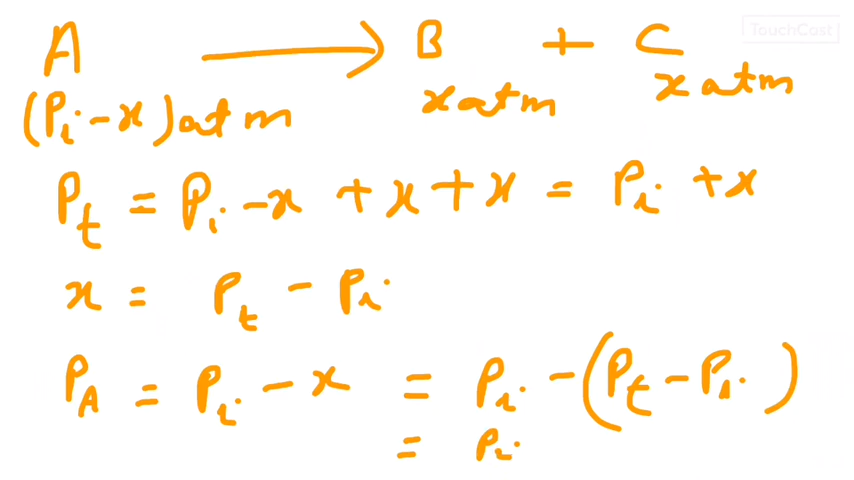 TouchCast
A → B + C
(Pi - x) atm x atm x atm
Pt = Pi - x + x + x = Pi + x
x = Pt - Pi
PA = Pi - x = Pi - (Pt - Pi)
= Pi